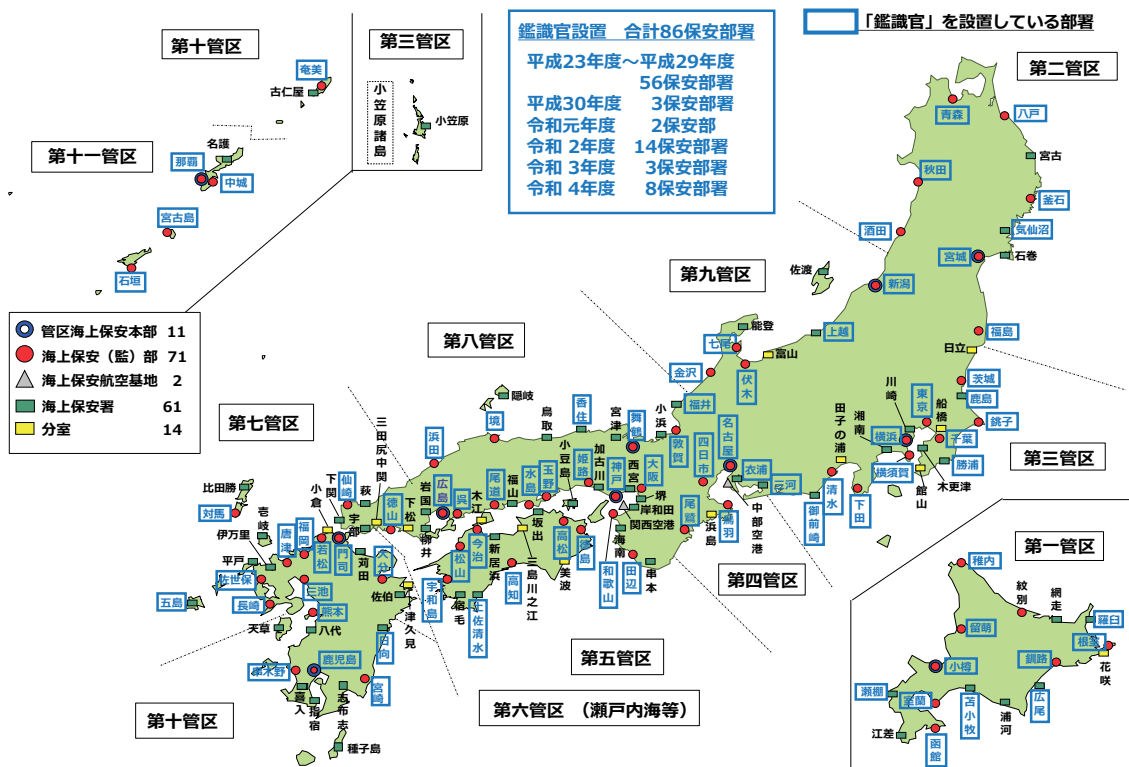 「鑑識官」を設置している部署
鑑識官設置 合計86保安部署
平成23年度～平成29年度
56保安部署
平成30年度 3保安部署
令和元年度 2保安部
令和 2年度 14保安部署
令和 3年度 3保安部署
令和 4年度 8保安部署
第十管区
奄美
古仁屋
第三管区
小笠原諸島
小笠原
第十一管区
名護
那覇
中城
宮古島
石垣
管区海上保安本部 11
海上保安（監）部 71
海上保安航空基地 2
海上保安署 61
分室 14
第二管区
青森
八戸
宮古
秋田
釜石
酒田
気仙沼
宮城
石巻
福島
第九管区
佐渡
新潟
能登
上越
七尾
富山
伏木
金沢
第三管区
日立
茨城
鹿島
銚子
船橋
千葉
東京
川崎
横浜
湘南
横須賀
木更津
勝浦
館山
田子の浦
清水
下田
御前崎
第四管区
名古屋
衣浦
三河
四日市
中部空港
鳥羽
浜島
尾鷲
第八管区
隠岐
福井
敦賀
小浜
舞鶴
宮津
香住
鳥取
境
浜田
第五管区
大阪
西宮
神戸
加古川
姫路
堺
岸和田
関西空港
海南
和歌山
田辺
串本
小豆島
徳島
美波
高知
宿毛
土佐清水
第六管区 （瀬戸内海等）
玉野
水島
福山
尾道
木江
呉
広島
岩国
柳井
坂出
高松
三島川之江
新居浜
今治
松山
宇和島
徳山
下松
第七管区
三田尻中関
萩
宇部
仙崎
下関
小倉
門司
若松
苅田
福岡
唐津
壱岐
伊万里
比田勝
対馬
平戸
佐世保
五島
長崎
三池
大分
佐伯
津久見
第十管区
熊本
天草
八代
日向
宮崎
鹿児島
串木野
喜入
指宿
志布志
種子島
第一管区
稚内
紋別
網走
羅臼
根室
花咲
留萌
小樽
釧路
瀬棚
室蘭
苫小牧
浦河
広尾
江差
函館